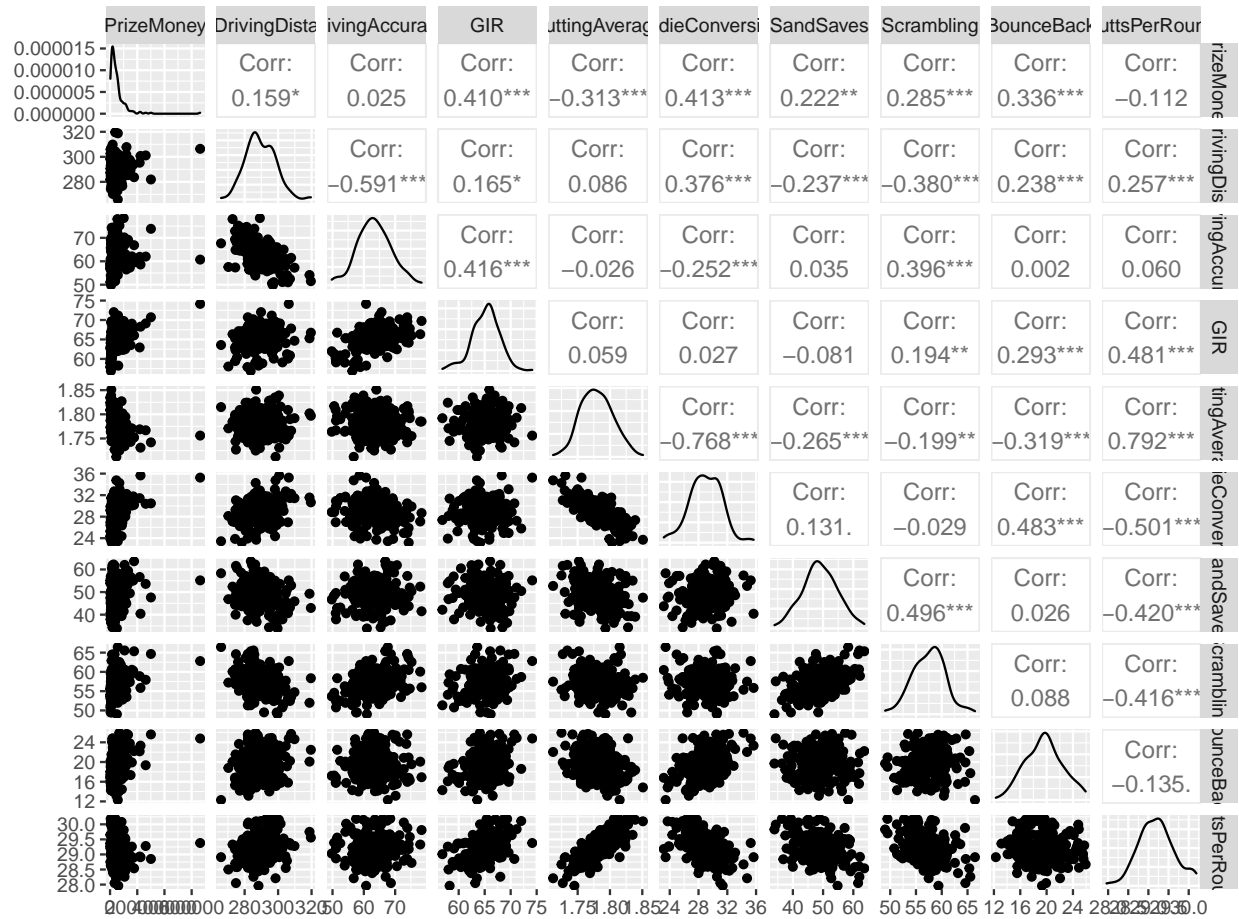 PrizeMoney DrivingDista ivingAccura GIR uttingAverag dieConversi SandSaves Scrambling BounceBack uttsPerRoun
0.000015
0.000010
0.000005
0.000000
Corr: Corr: Corr: Corr: Corr: Corr: Corr: Corr: Corr:
0.159* 0.025 0.410*** −0.313*** 0.413*** 0.222** 0.285*** 0.336*** −0.112
rizeMone
320
300
280
Corr: Corr: Corr: Corr: Corr: Corr: Corr: Corr:
−0.591*** 0.165* 0.086 0.376*** −0.237*** −0.380*** 0.238*** 0.257***
rivingDis
70
60
50
Corr: Corr: Corr: Corr: Corr: Corr: Corr:
0.416*** −0.026 −0.252*** 0.035 0.396*** 0.002 0.060
ingAccu
75
70
65
60
Corr: Corr: Corr: Corr: Corr: Corr:
0.059 0.027 −0.081 0.194** 0.293*** 0.481***
GIR
1.85
1.80
1.75
Corr: Corr: Corr: Corr: Corr:
−0.768*** −0.265*** −0.199** −0.319*** 0.792***
tingAvera
36
32
28
24
Corr: Corr: Corr: Corr:
0.131. −0.029 0.483*** −0.501***
ieConver
60
50
40
Corr: Corr: Corr:
0.496*** 0.026 −0.420***
andSave
65
60
55
50
Corr: Corr:
0.088 −0.416***
cramblin
24
20
16
12
Corr:
−0.135.
ounceBa
30.0
29.5
29.0
28.5
28.0
tsPerRou
280 300 320 50 60 70 60 65 70 75 1.75 1.80 1.85 24 28 32 36 40 50 60 50 55 60 65 12 16 20 24